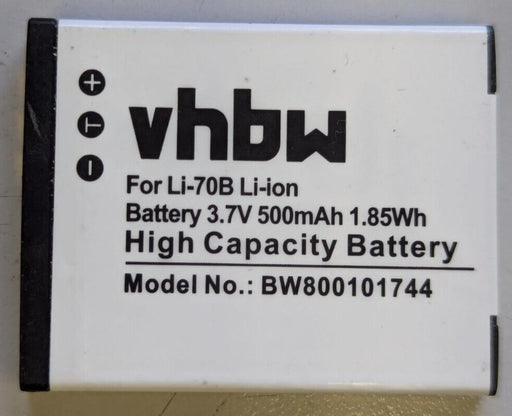 vhbw
+
T
-
For Li-70B Li-ion
Battery 3.7V 500mAh 1.85Wh
High Capacity Battery
Model No.: BW800101744